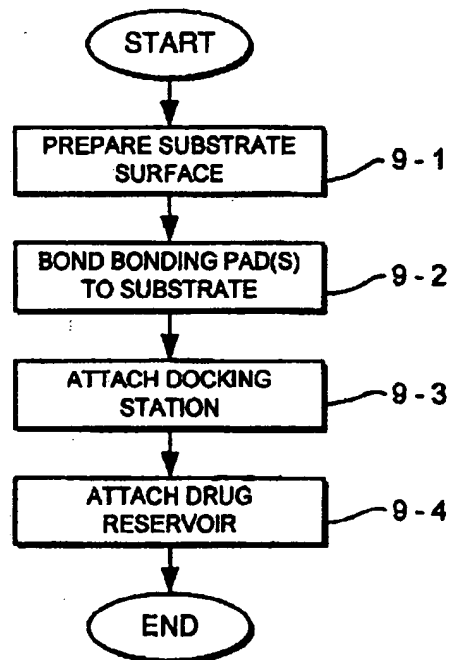 START
PREPARE SUBSTRATE
SURFACE
9-1
BOND BONDING PAD(S)
TO SUBSTRATE
9-2
ATTACH DOCKING
STATION
9-3
ATTACH DRUG
RESERVOIR
9-4
END